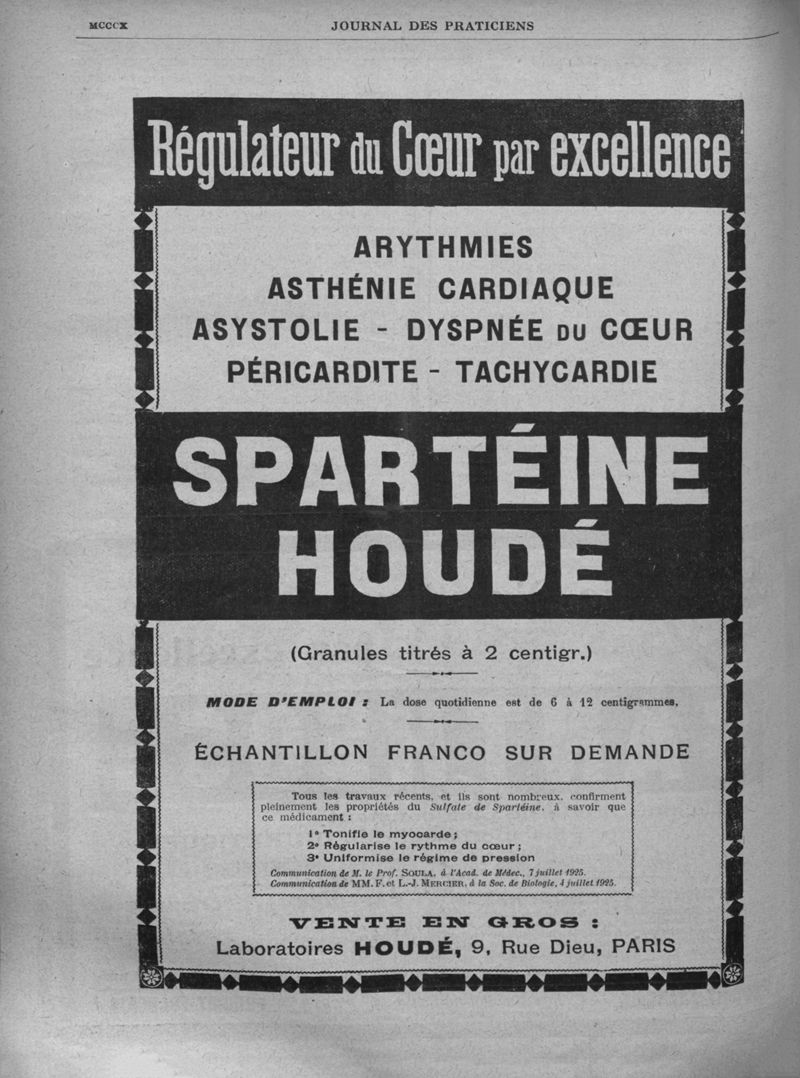 MCCCX
JOURNAL DES PRATICIENS
Régulateur du Cœur par excellence
ARYTHMIES
ASTHÉNIE CARDIAQUE
ASYSTOLIE - DYSPNÉE DU CŒUR
PÉRICARDITE - TACHYCARDIE
SPARTÉINE
HOUDÉ
(Granules titrés à 2 centigr.)
MODE D'EMPLOI : La dose quotidienne est de 6 à 12 centigrammes.
ÉCHANTILLON FRANCO SUR DEMANDE
Tous les travaux récents, et ils sont nombreux, confirment
pleinement les propriétés du Sulfate de Spartéine, à savoir que
ce médicament :
1° Tonifie le myocarde ;
2° Régularise le rythme du cœur ;
3° Uniformise le régime de pression
Communication de M. le Prof. SOULA, à l'Acad. de Médec., 7 juillet 1925.
Communication de MM. F. et L.-J. MERCIER, à la Soc. de Biologie, 4 juillet 1925.
VENTE EN GROS :
Laboratoires HOUDÉ, 9, Rue Dieu, PARIS